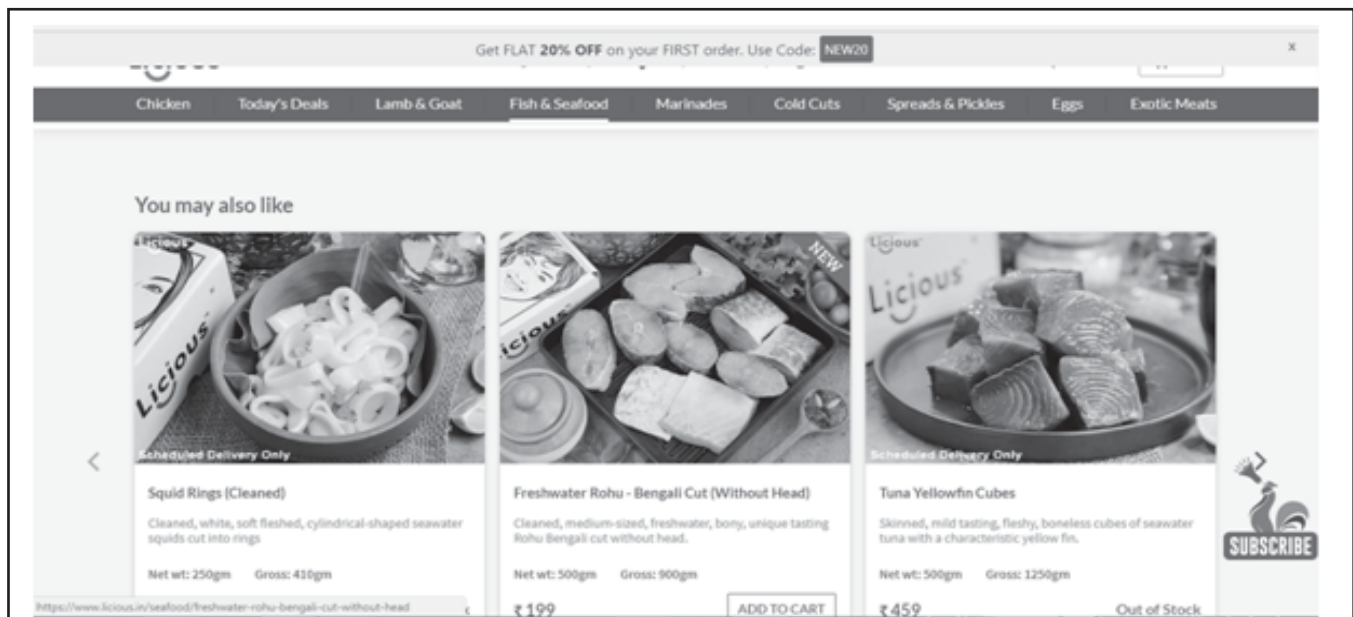 Get FLAT 20% OFF on your FIRST order. Use Code: NEW20 x
Chicken Today's Deals Lamb & Goat Fish & Seafood Marinades Cold Cuts Spreads & Pickles Eggs Exotic Meats
You may also like
Licious
Licious
Scheduled Delivery Only
NEW
Licious
Licious
Scheduled Delivery Only
Squid Rings (Cleaned)
Cleaned, white, soft fleshed, cylindrical-shaped seawater
squids cut into rings
Net wt: 250gm Gross: 410gm
Freshwater Rohu - Bengali Cut (Without Head)
Cleaned, medium-sized, freshwater, bony, unique tasting
Rohu Bengali cut without head.
Net wt: 500gm Gross: 900gm
₹ 199 ADD TO CART
Tuna Yellowfin Cubes
Skinned, mild tasting, fleshy, boneless cubes of seawater
tuna with a characteristic yellow fin.
Net wt: 500gm Gross: 1250gm
₹ 459 Out of Stock
SUBSCRIBE
https://www.licious.in/seafood/freshwater-rohu-bengali-cut-without-head